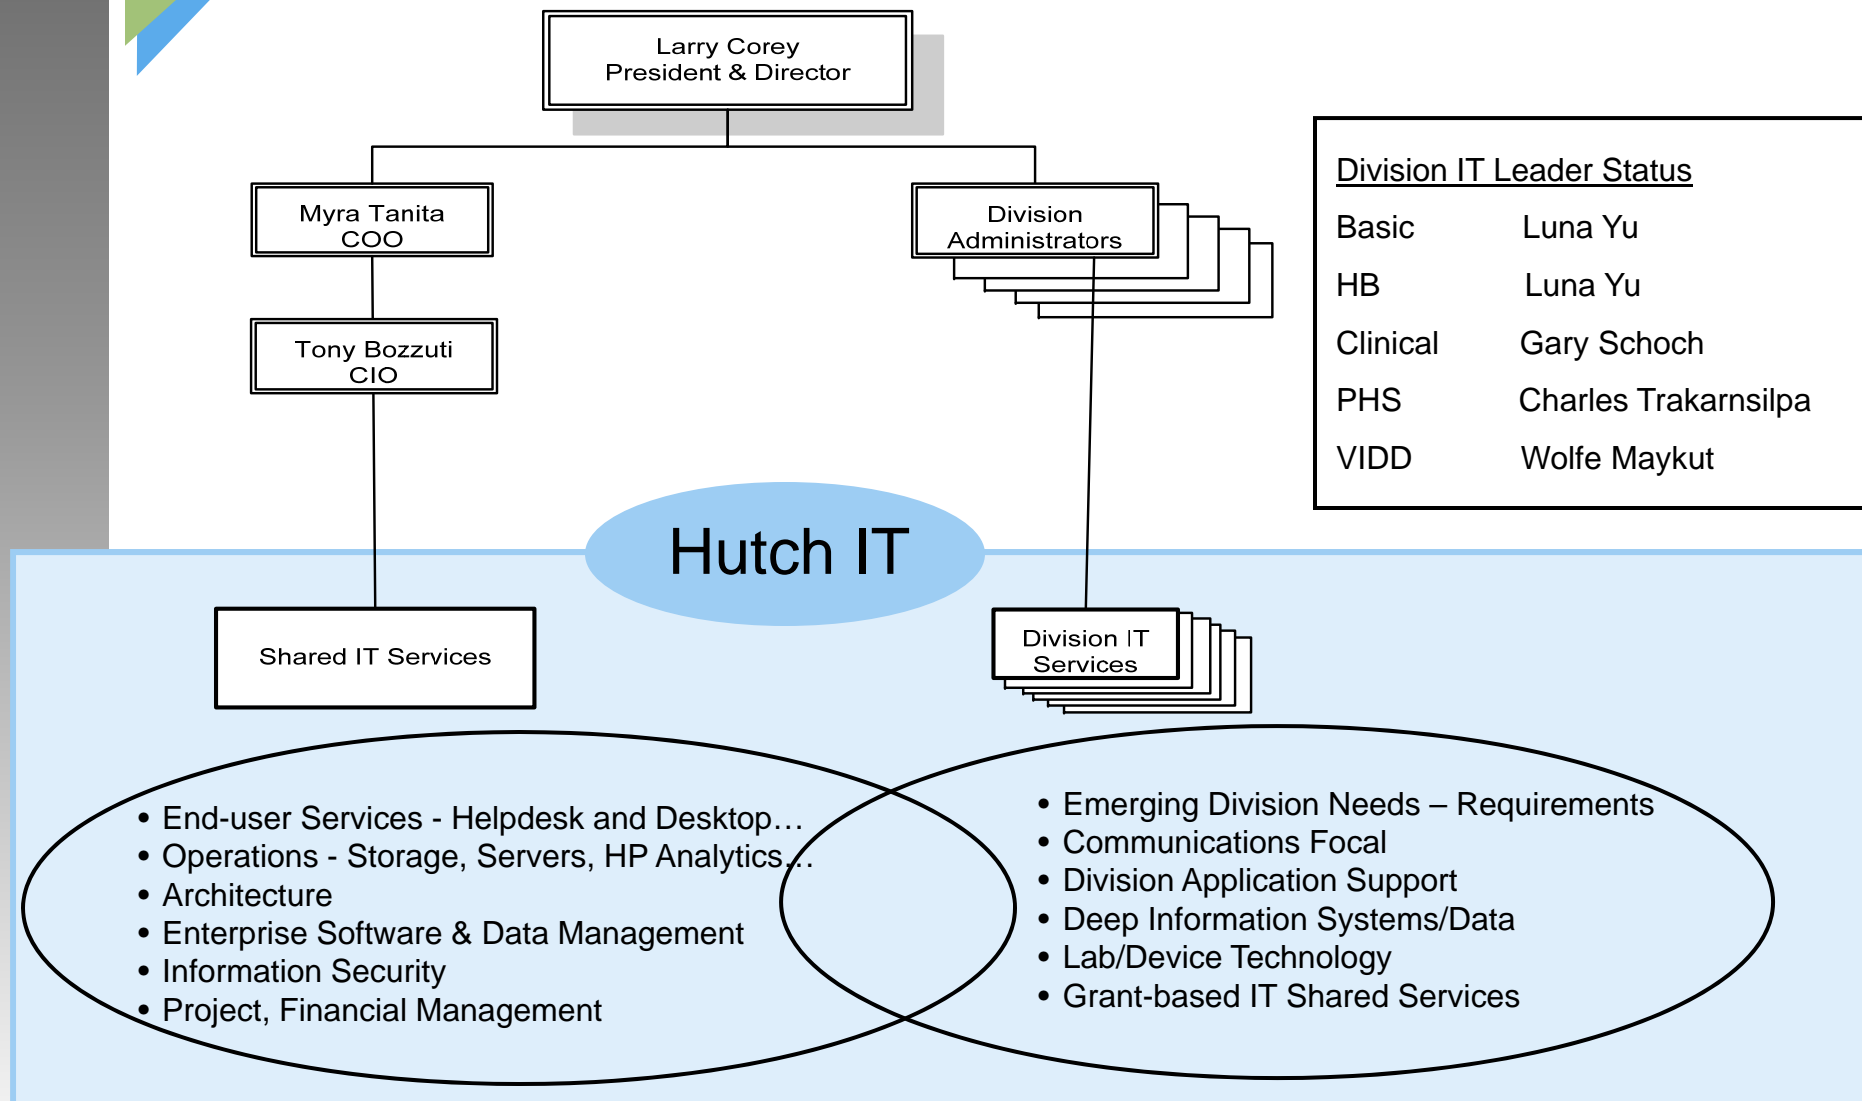 Larry Corey
President & Director
Myra Tanita
COO
Division
Administrators
Tony Bozzuti
CIO
Division IT Leader Status
Basic Luna Yu
HB Luna Yu
Clinical Gary Schoch
PHS Charles Trakarnsilpa
VIDD Wolfe Maykut
Hutch IT
Shared IT Services
Division IT
Services
• End-user Services - Helpdesk and Desktop…
• Operations - Storage, Servers, HP Analytics…
• Architecture
• Enterprise Software & Data Management
• Information Security
• Project, Financial Management
• Emerging Division Needs – Requirements
• Communications Focal
• Division Application Support
• Deep Information Systems/Data
• Lab/Device Technology
• Grant-based IT Shared Services